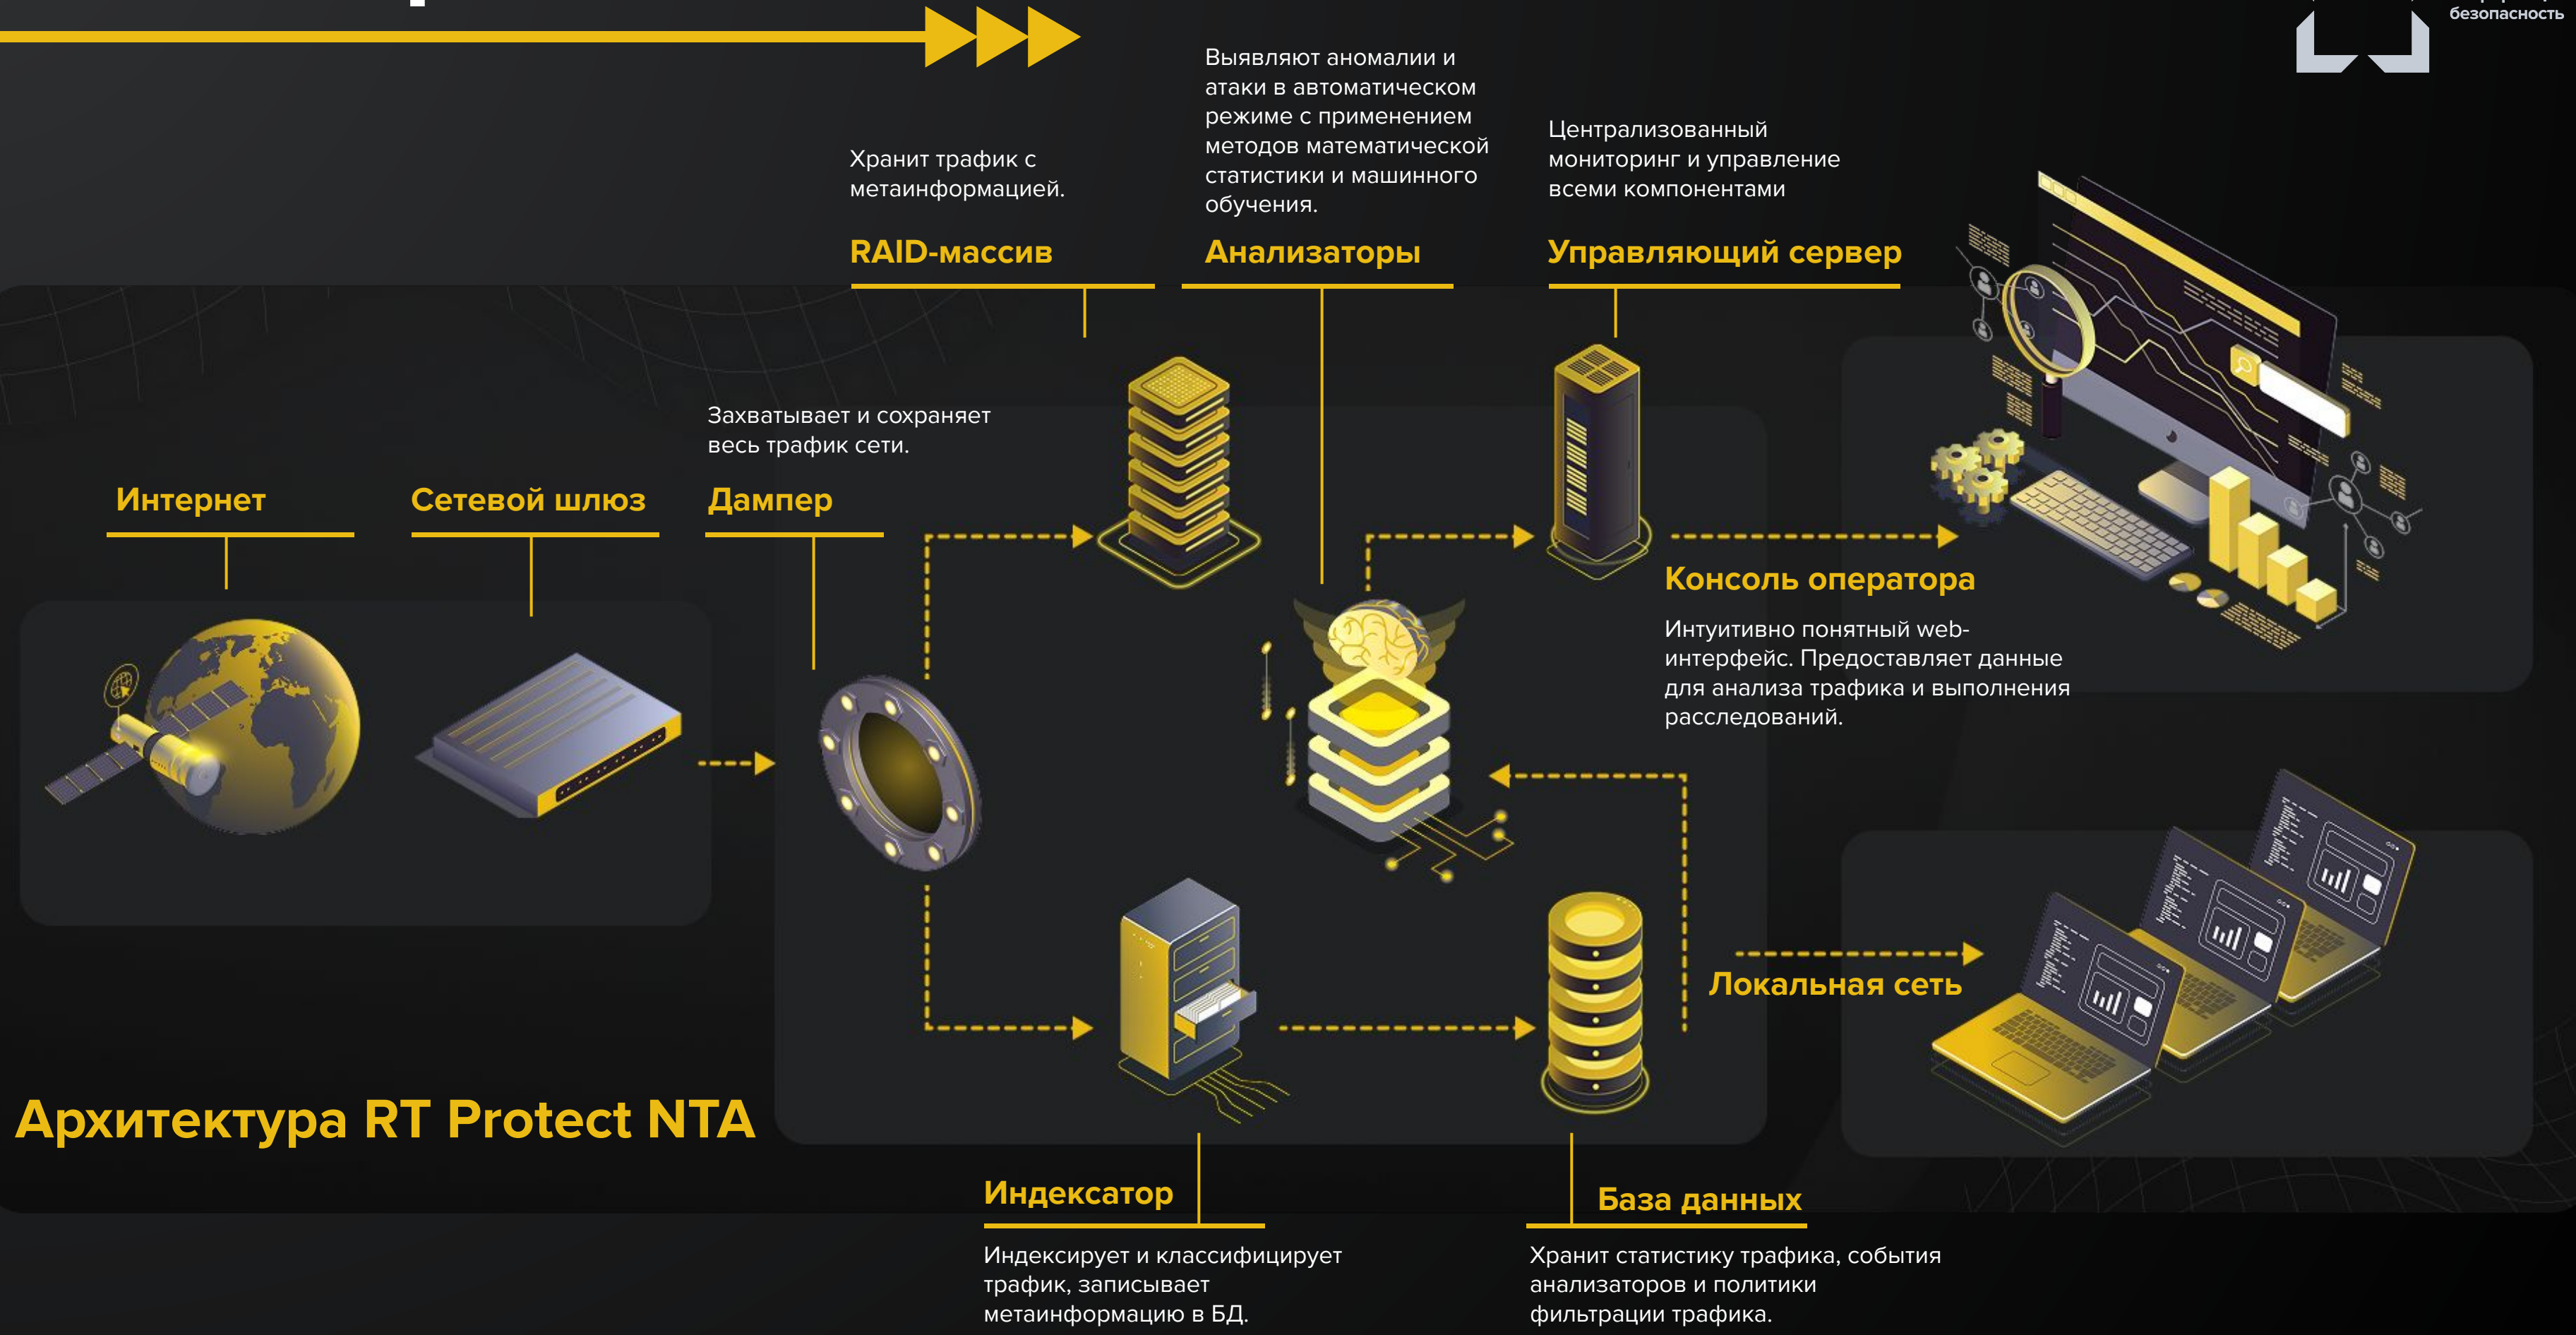 безопасность
Выявляют аномалии и
атаки в автоматическом
режиме с применением
методов математической
статистики и машинного
обучения.
Хранит трафик с
метаинформацией.
Централизованный
мониторинг и управление
всеми компонентами
RAID-массив
Анализаторы
Управляющий сервер
Захватывает и сохраняет
весь трафик сети.
Интернет
Сетевой шлюз
Дампер
Консоль оператора
Интуитивно понятный web-
интерфейс. Предоставляет данные
для анализа трафика и выполнения
расследований.
Локальная сеть
Архитектура RT Protect NTA
Индексатор
Индексирует и классифицирует
трафик, записывает
метаинформацию в БД.
База данных
Хранит статистику трафика, события
анализаторов и политики
фильтрации трафика.